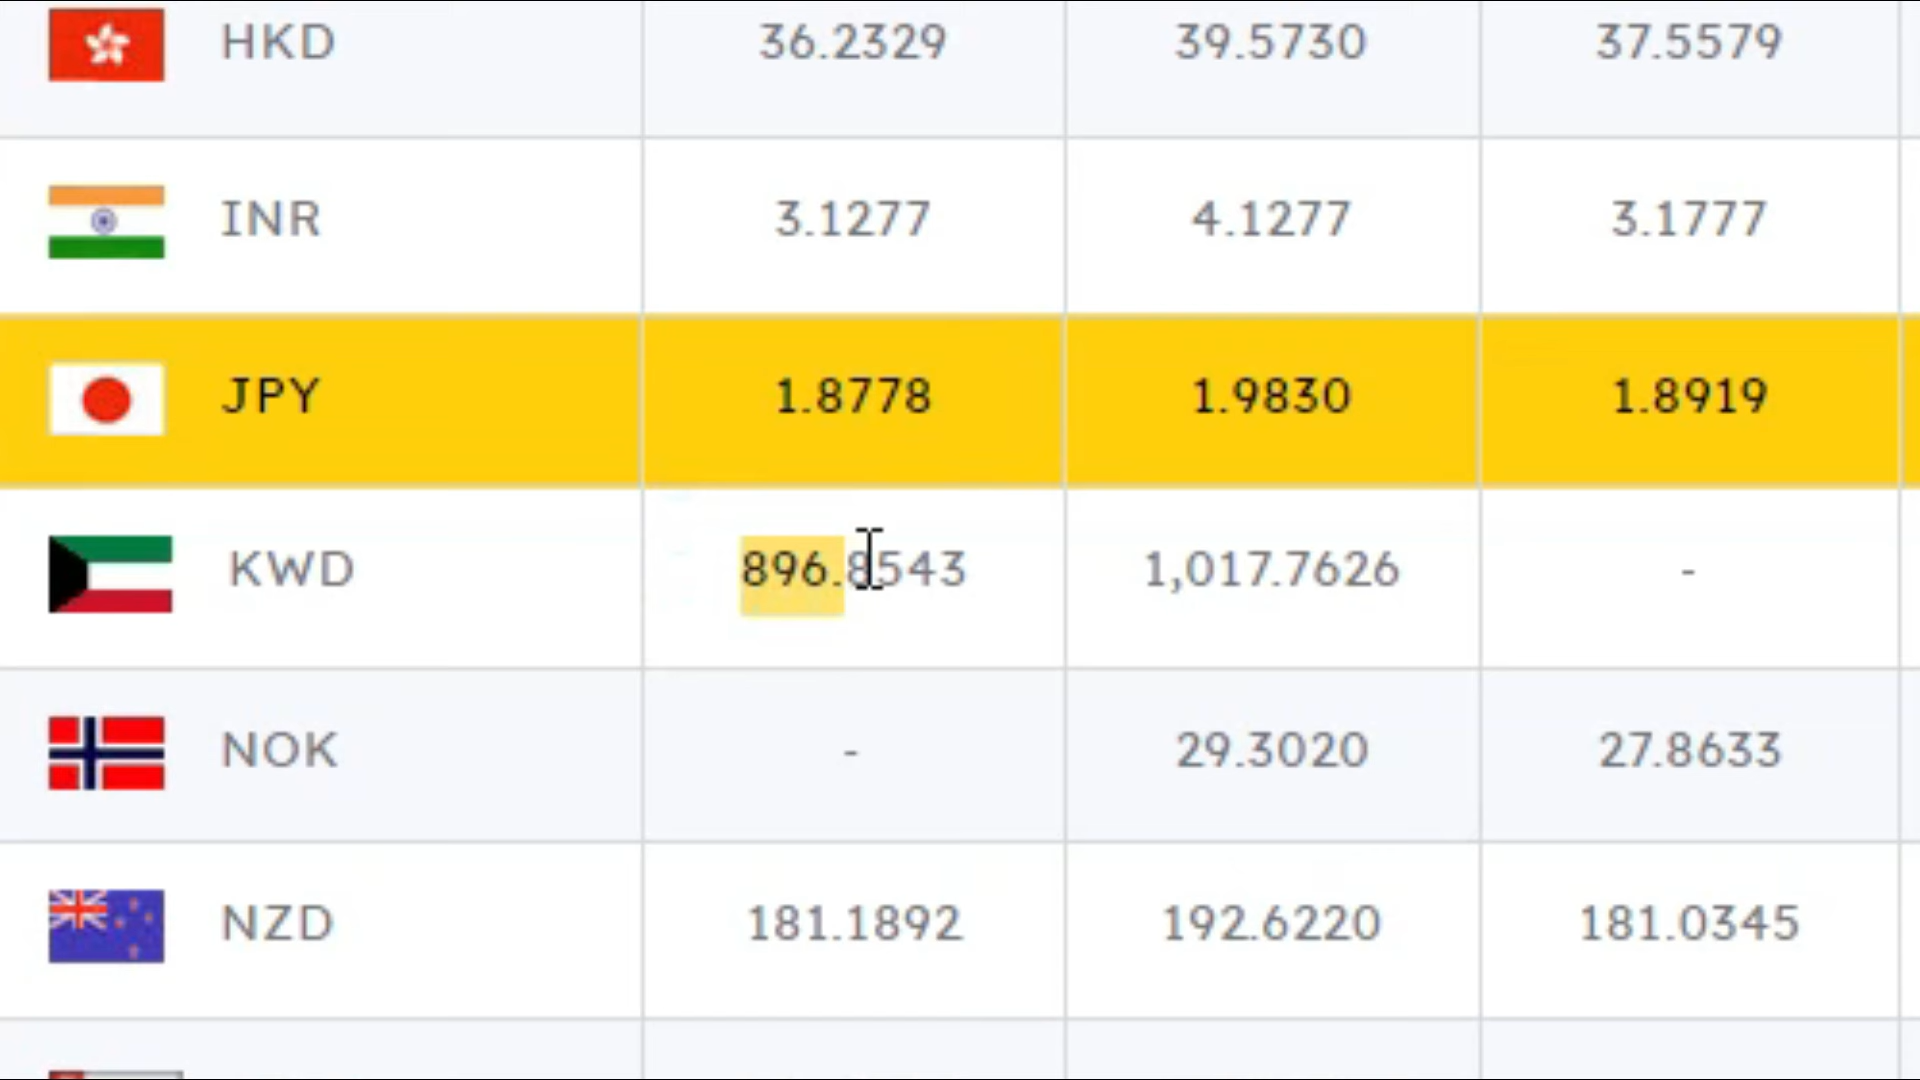 HKD 36.2329 39.5730 37.5579
INR 3.1277 4.1277 3.1777
JPY 1.8778 1.9830 1.8919
KWD 896.8543 1,017.7626 -
NOK - 29.3020 27.8633
NZD 181.1892 192.6220 181.0345